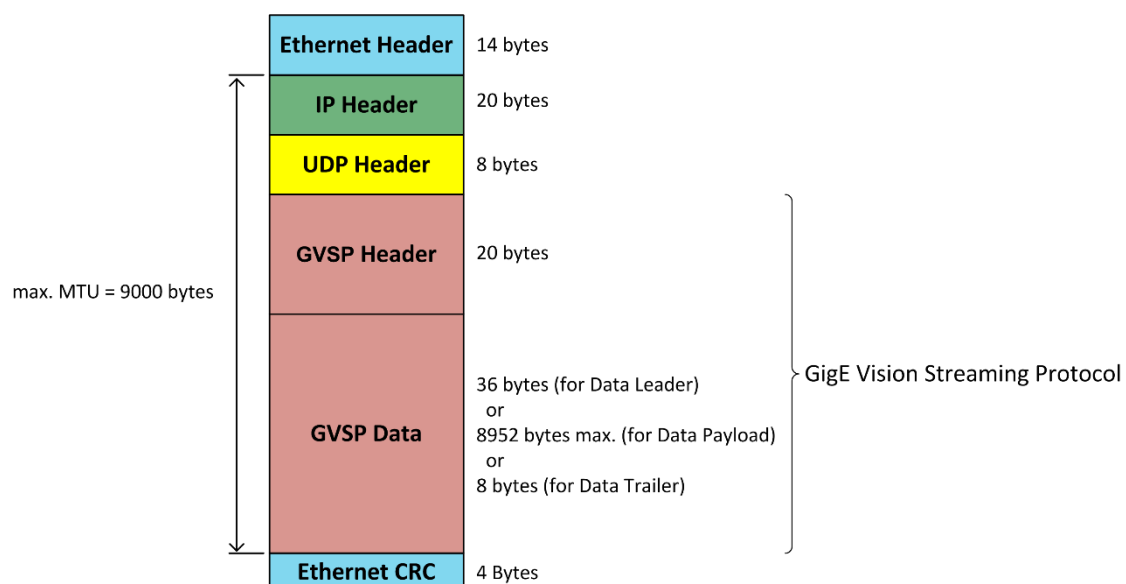 Ethernet Header
14 bytes
IP Header
20 bytes
UDP Header
8 bytes
GVSP Header
20 bytes
max. MTU = 9000 bytes
GVSP Data
36 bytes (for Data Leader)
or
8952 bytes max. (for Data Payload)
or
8 bytes (for Data Trailer)
GigE Vision Streaming Protocol
Ethernet CRC
4 Bytes